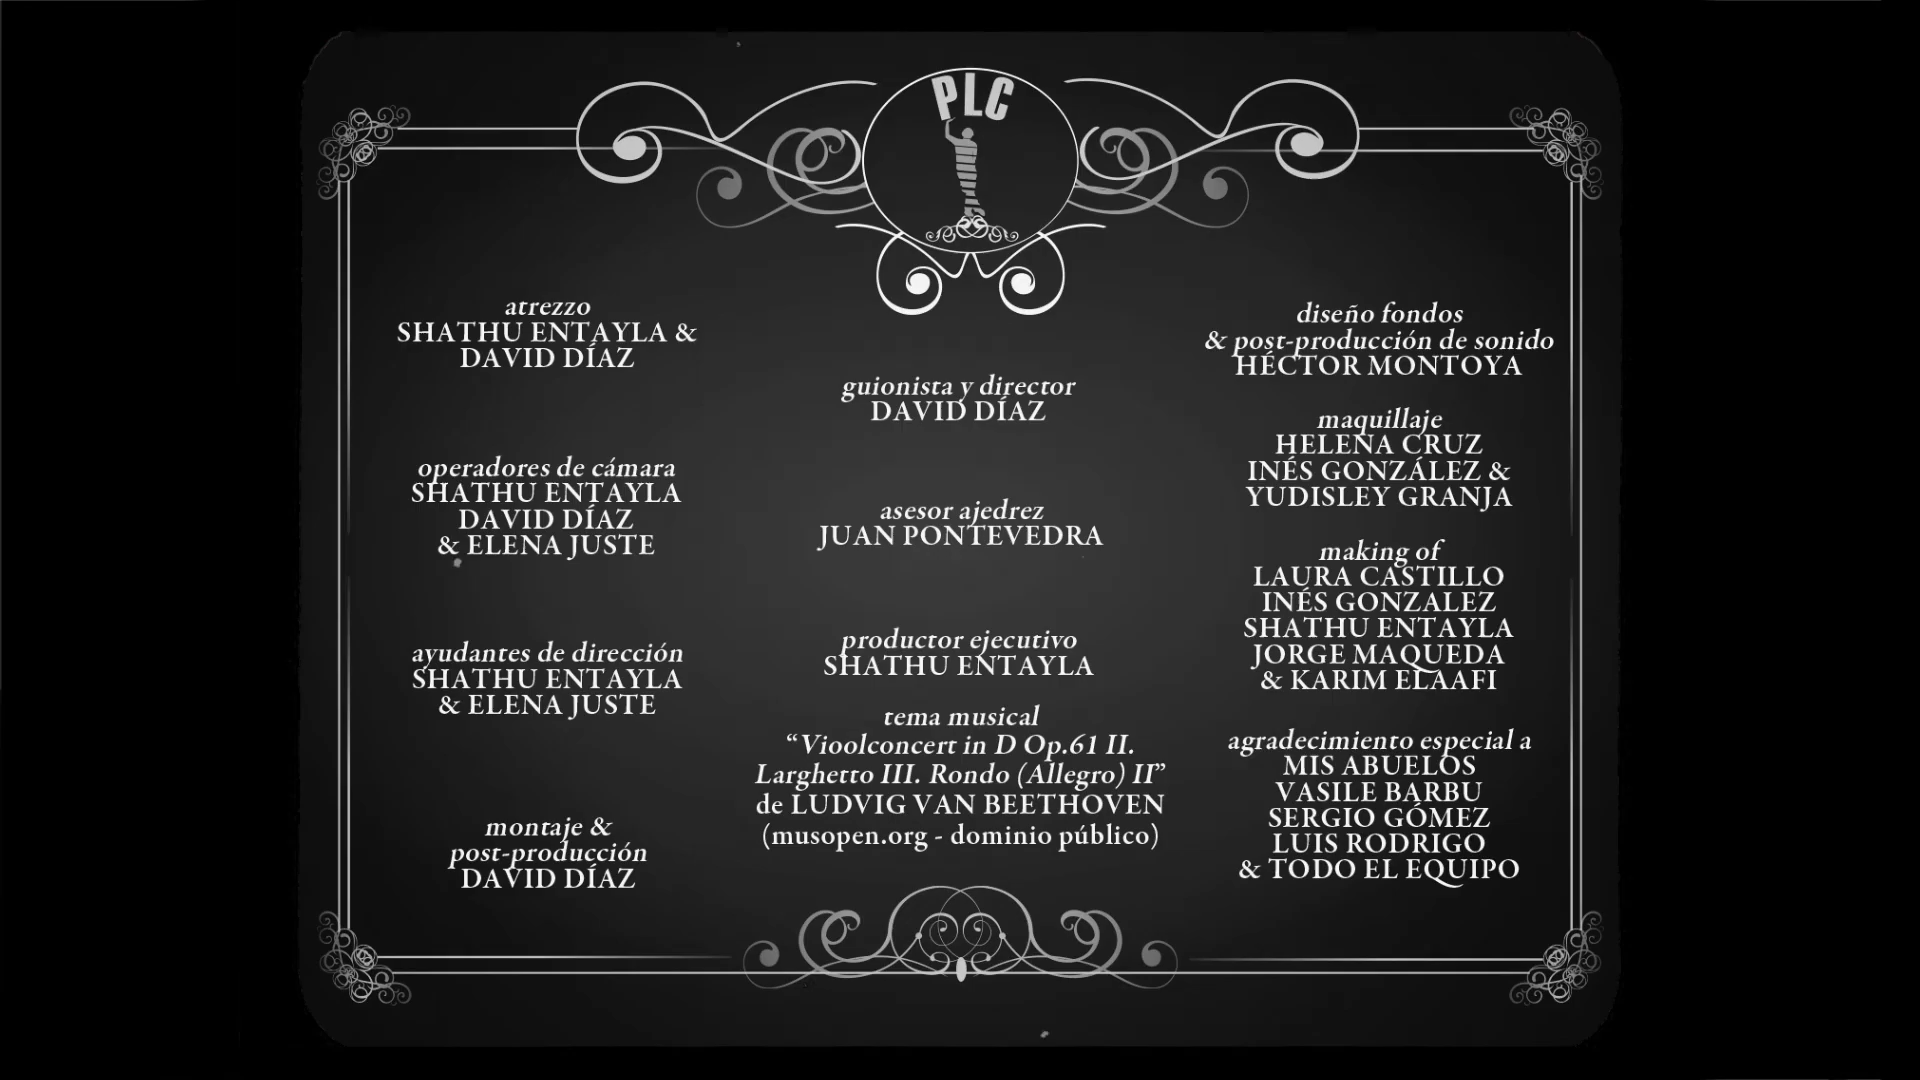 PLC
atrezzo
SHATHU ENTAYLA &
DAVID DÍAZ
operadores de cámara
SHATHU ENTAYLA
DAVID DÍAZ
& ELENA JUSTE
ayudantes de dirección
SHATHU ENTAYLA
& ELENA JUSTE
montaje &
post-producción
DAVID DÍAZ
guionista y director
DAVID DÍAZ
asesor ajedrez
JUAN PONTEVEDRA
productor ejecutivo
SHATHU ENTAYLA
tema musical
“Vioolconcert in D Op.61 II.
Larghetto III. Rondo (Allegro) II”
de LUDVIG VAN BEETHOVEN
(musopen.org - dominio público)
diseño fondos
& post-producción de sonido
HÉCTOR MONTOYA
maquillaje
HELENA CRUZ
INÉS GONZÁLEZ &
YUDISLEY GRANJA
making of
LAURA CASTILLO
INÉS GONZALEZ
SHATHU ENTAYLA
JORGE MAQUEDA
& KARIM ELAAFI
agradecimiento especial a
MIS ABUELOS
VASILE BARBU
SERGIO GÓMEZ
LUIS RODRIGO
& TODO EL EQUIPO